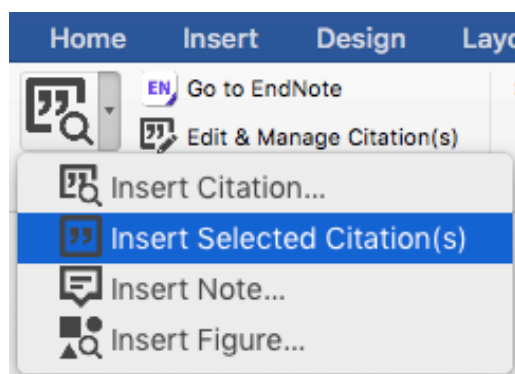 Home Insert Design Layo
EN Go to EndNote
Edit & Manage Citation(s)
Insert Citation...
Insert Selected Citation(s)
Insert Note...
Insert Figure...